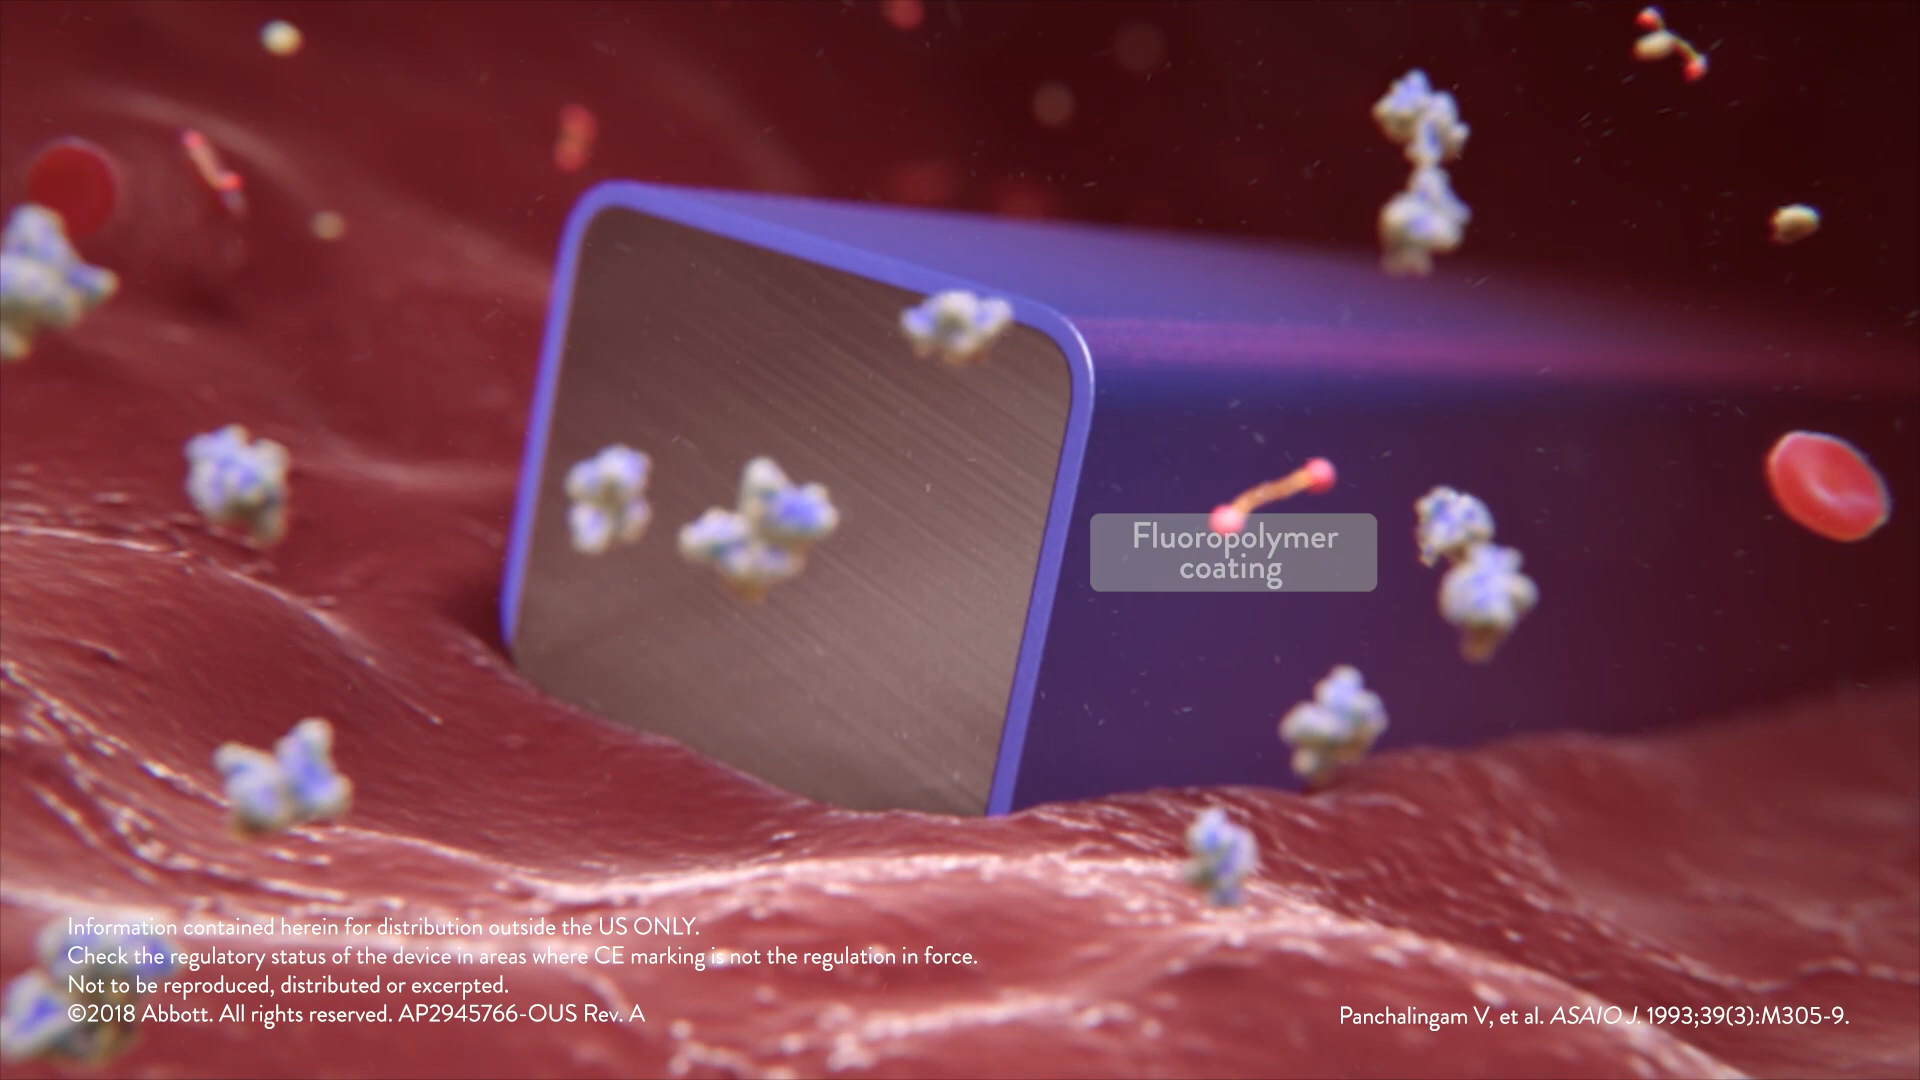 Fluoropolymer
coating
Information contained herein for distribution outside the US ONLY.
Check the regulatory status of the device in areas where CE marking is not the regulation in force.
Not to be reproduced, distributed or excerpted.
©2018 Abbott. All rights reserved. AP2945766-OUS Rev. A
Panchalingam V, et al. ASAIO J. 1993;39(3):M305-9.